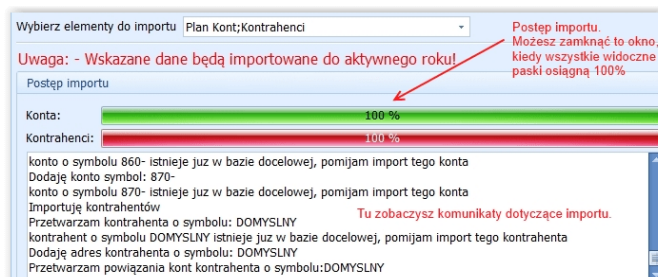 Wybierz elementy do importu Plan Kont;Kontrahenci
Postęp importu.
Możesz zamknąć to okno,
kiedy wszystkie widoczne
paski osiągną 100%
Uwaga: - Wskazane dane będą importowane do aktywnego roku!
Postęp importu
Konta: 100 %
Kontrahenci: 100 %
konto o symbolu 860- istnieje juz w bazie docelowej, pomijam import tego konta
Dodaję konto symbol: 870-
konto o symbolu 870- istnieje juz w bazie docelowej, pomijam import tego konta
Importuję kontrahentów
Przetwarzam kontrahenta o symbolu: DOMYSLNY
Tu zobaczysz komunikaty dotyczące importu.
kontrahent o symbolu DOMYSLNY istnieje juz w bazie docelowej, pomijam import tego kontrahenta
Dodaję adres kontrahenta o symbolu: DOMYSLNY
Przetwarzam powiązania kont kontrahenta o symbolu:DOMYSLNY